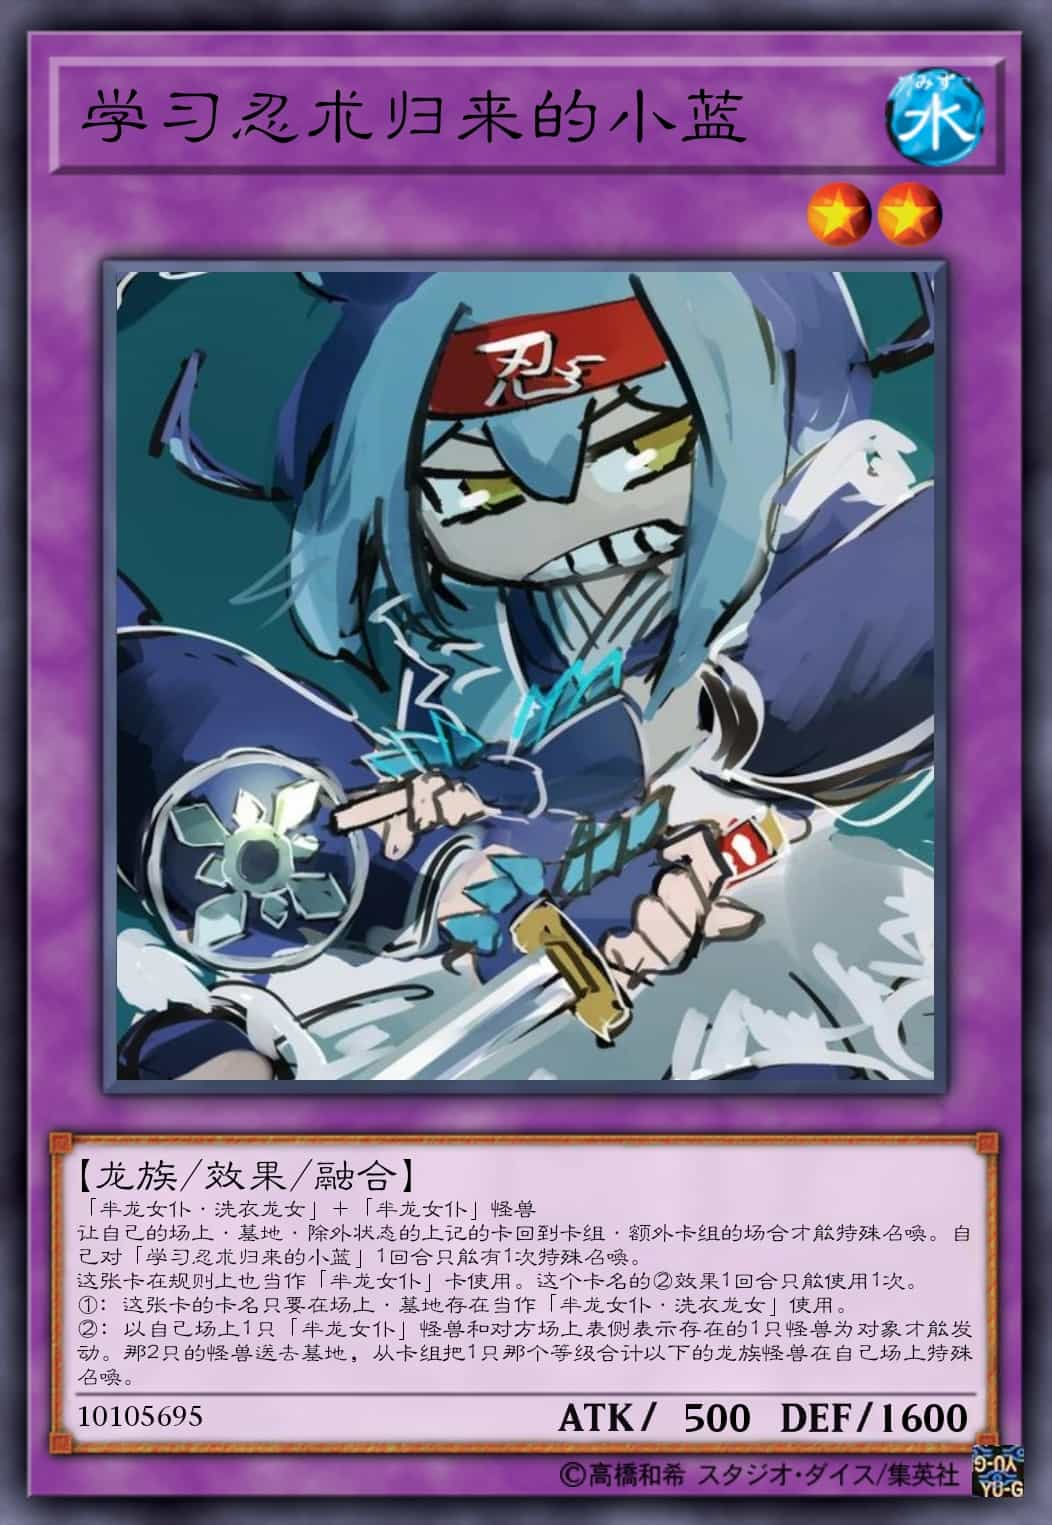 学习忍术归来的小蓝
みず
水
忍
【龙族/效果/融合】
「半龙女仆·洗衣龙女」＋「半龙女仆」怪兽
让自己的场上·墓地·除外状态的上记的卡回到卡组·额外卡组的场合才能特殊召唤。自
己对「学习忍术归来的小蓝」1回合只能有1次特殊召唤。
这张卡在规则上也当作「半龙女仆」卡使用。这个卡名的②效果1回合只能使用1次。
①：这张卡的卡名只要在场上·墓地存在当作「半龙女仆·洗衣龙女」使用。
②：以自己场上1只「半龙女仆」怪兽和对方场上表侧表示存在的1只怪兽为对象才能发
动。那2只的怪兽送去墓地，从卡组把1只那个等级合计以下的龙族怪兽在自己场上特殊
召唤。
10105695 ATK/ 500 DEF/1600
©高橋和希 スタジオ·ダイス/集英社
YU-G